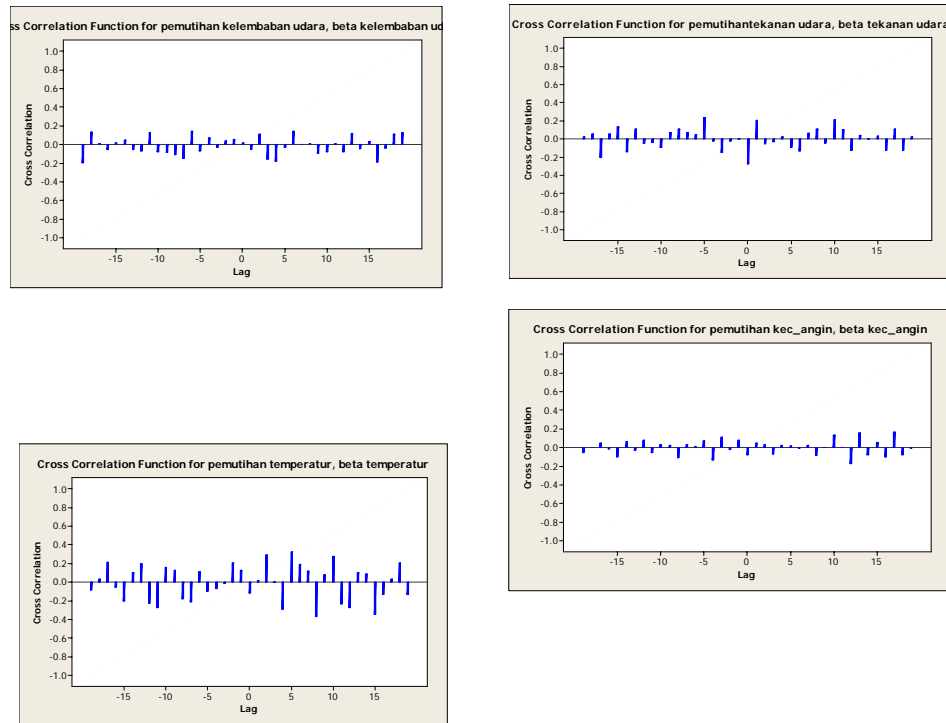 ss Correlation Function for pemutihan kelembaban udara, beta kelembaban ud
1.0
0.8
0.6
0.4
0.2
0.0
-0.2
-0.4
-0.6
-0.8
-1.0
Cross Correlation
-15 -10 -5 0 5 10 15
Lag
Cross Correlation Function for pemutihantekanan udara, beta tekanan udara
1.0
0.8
0.6
0.4
0.2
0.0
-0.2
-0.4
-0.6
-0.8
-1.0
Cross Correlation
-15 -10 -5 0 5 10 15
Lag
Cross Correlation Function for pemutihan kec_angin, beta kec_angin
1.0
0.8
0.6
0.4
0.2
0.0
-0.2
-0.4
-0.6
-0.8
-1.0
Cross Correlation
-15 -10 -5 0 5 10 15
Lag
Cross Correlation Function for pemutihan temperatur, beta temperatur
1.0
0.8
0.6
0.4
0.2
0.0
-0.2
-0.4
-0.6
-0.8
-1.0
Cross Correlation
-15 -10 -5 0 5 10 15
Lag